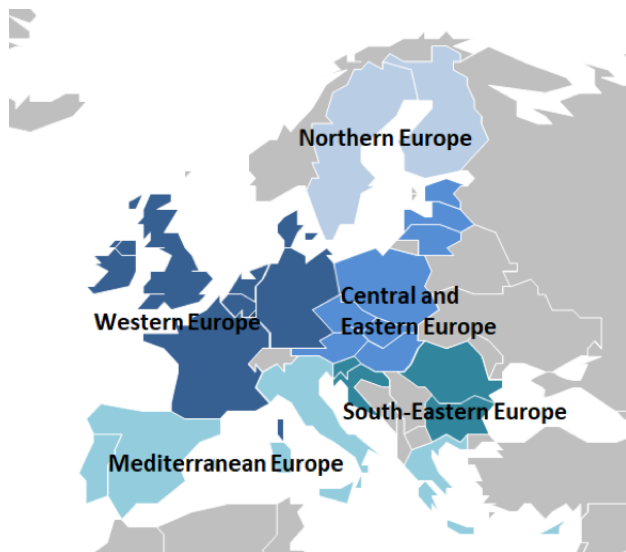 Northern Europe
Central and
Eastern Europe
Western Europe
South-Eastern Europe
Mediterranean Europe